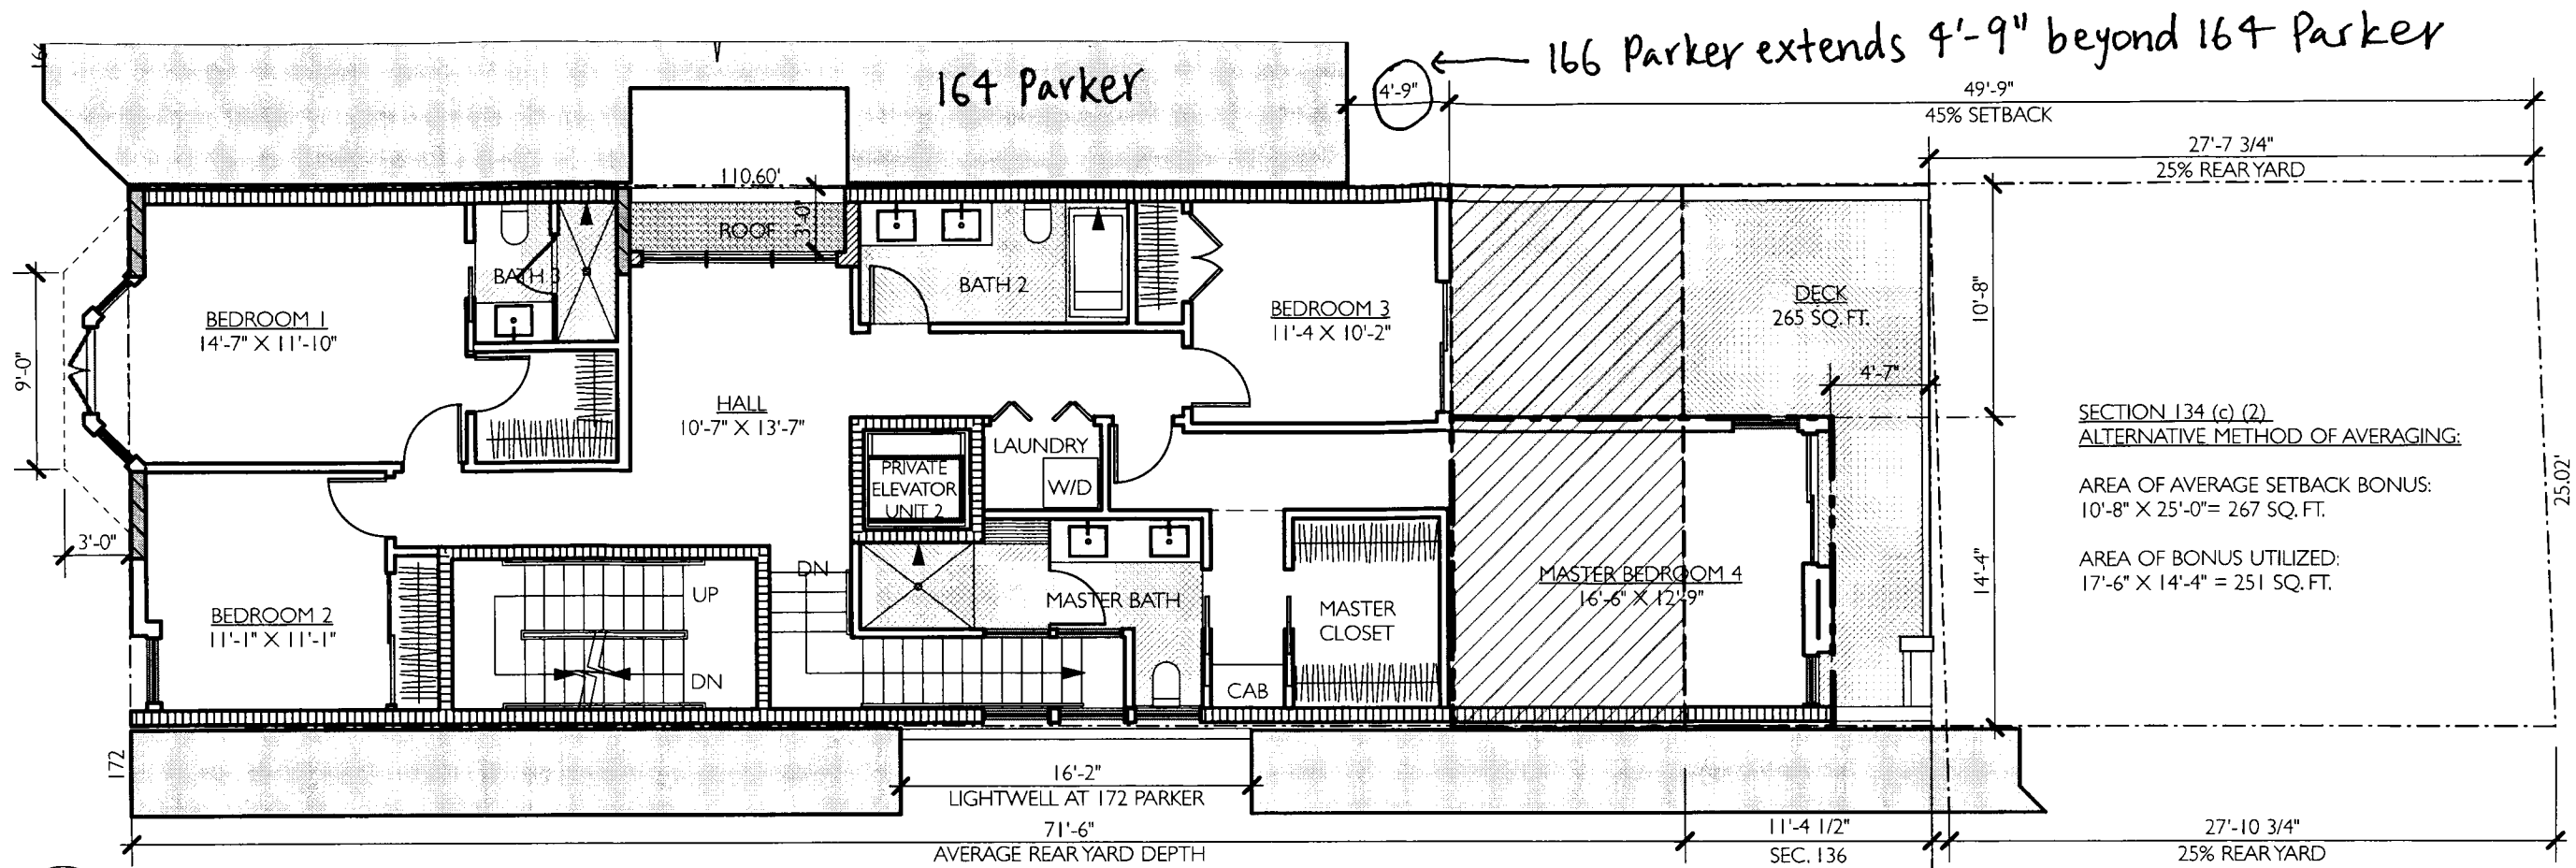 166 Parker extends 4'-9" beyond 164 Parker
164 Parker
4'-9"
49'-9"
45% SETBACK
27'-7 3/4"
25% REAR YARD
110.60'
3'-0"
ROOF
BATH 3
BATH 2
BEDROOM 1
14'-7" X 11'-10"
BEDROOM 3
11'-4 X 10'-2"
DECK
265 SQ. FT.
10'-8"
9'-0"
4'-7"
HALL
10'-7" X 13'-7"
LAUNDRY
W/D
PRIVATE
ELEVATOR
UNIT 2
SECTION 134 (c) (2)
ALTERNATIVE METHOD OF AVERAGING:
AREA OF AVERAGE SETBACK BONUS:
10'-8" X 25'-0"= 267 SQ. FT.
AREA OF BONUS UTILIZED:
17'-6" X 14'-4" = 251 SQ. FT.
25.02'
3'-0"
DN
UP
DN
BEDROOM 2
11'-1" X 11'-1"
MASTER BATH
MASTER
CLOSET
CAB
MASTER BEDROOM 4
16'-6" X 12'-9"
14'-4"
172
16'-2"
LIGHTWELL AT 172 PARKER
71'-6"
AVERAGE REAR YARD DEPTH
11'-4 1/2"
SEC. 136
27'-10 3/4"
25% REAR YARD